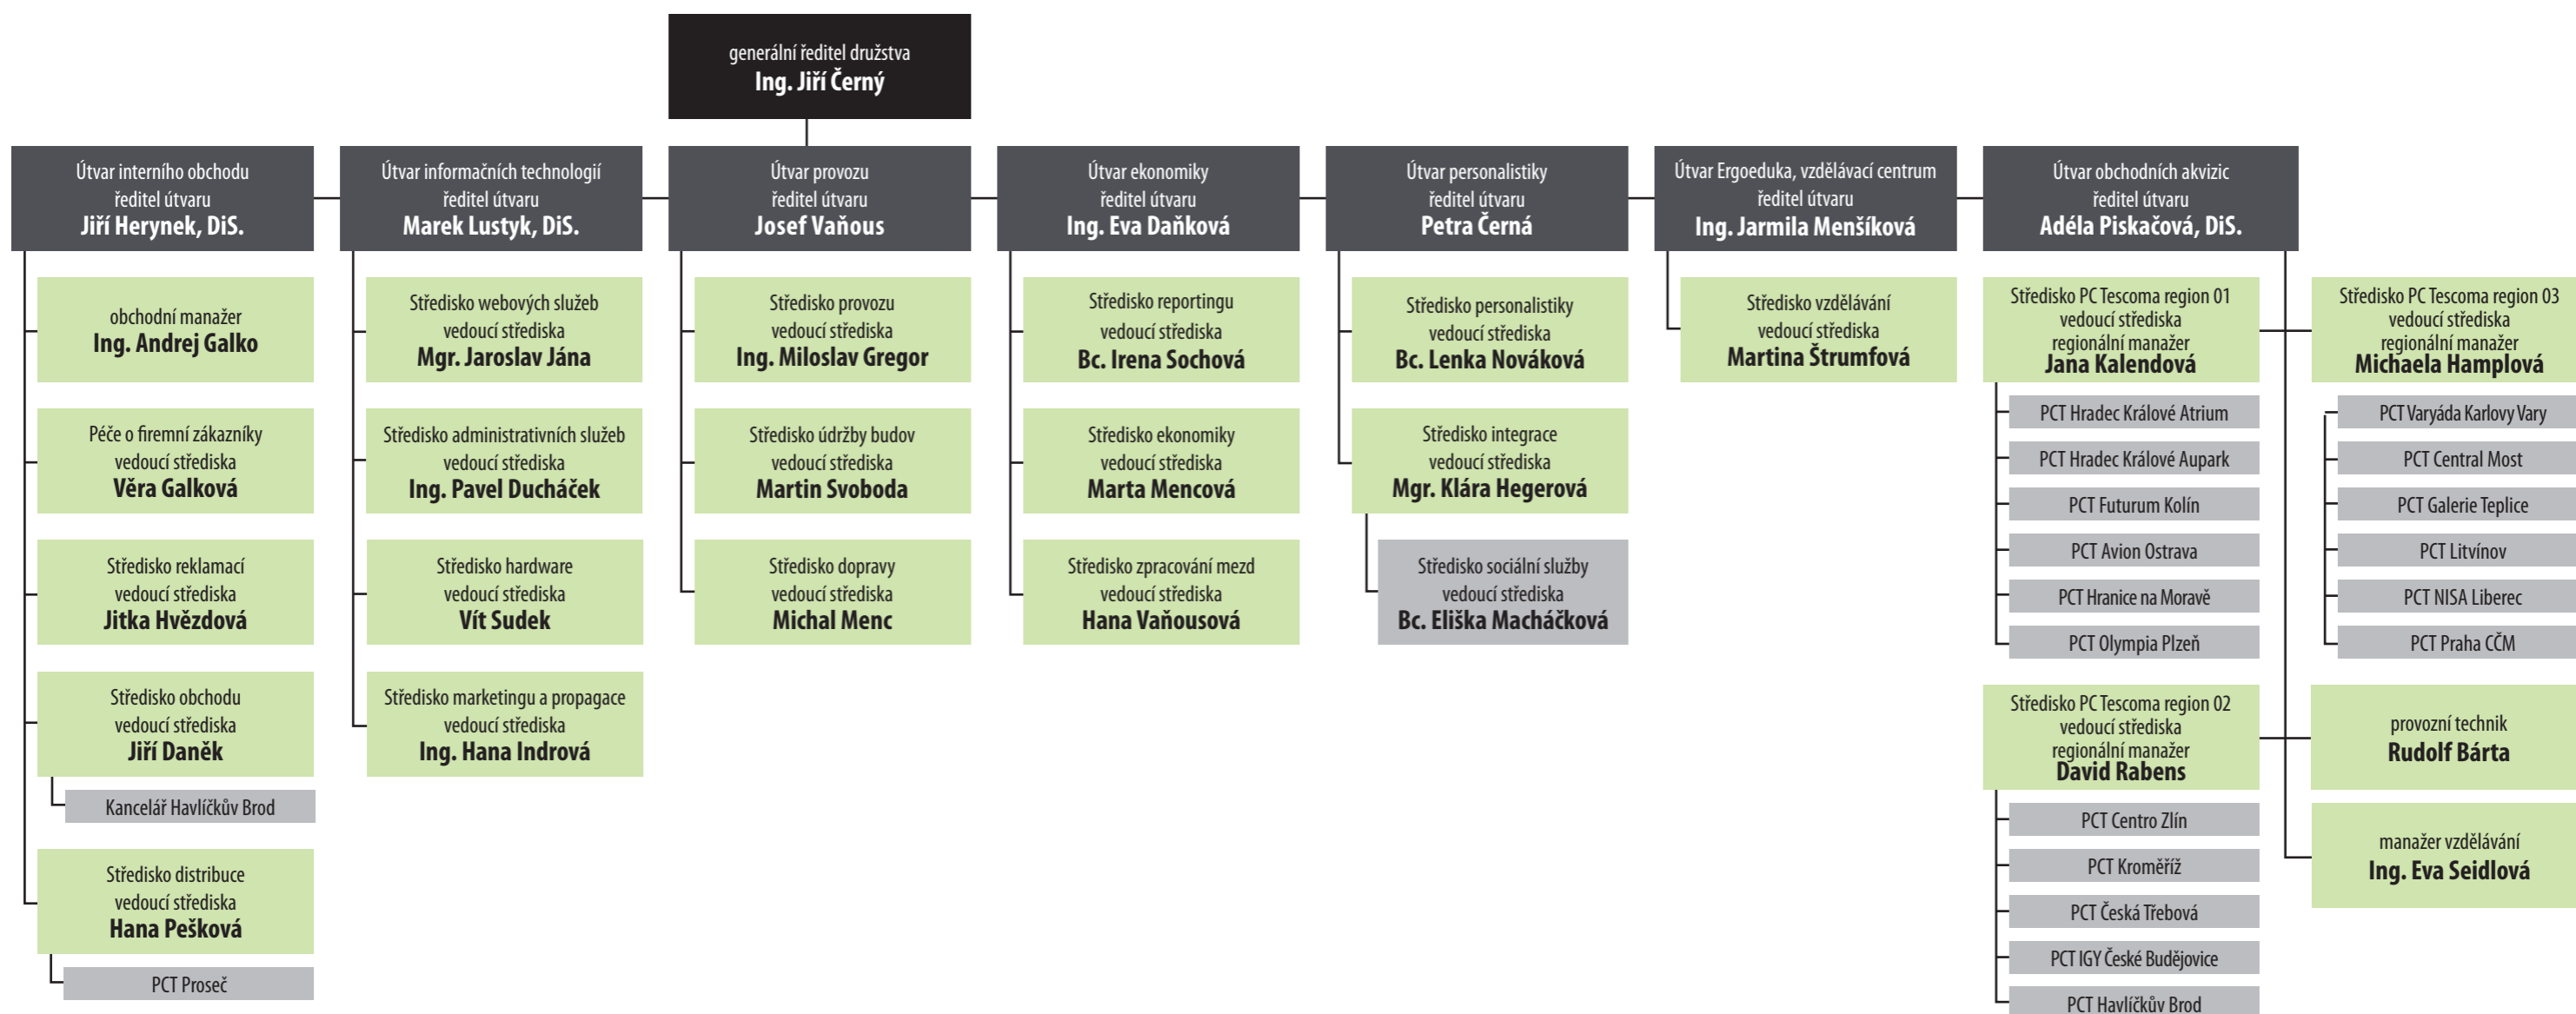 generální ředitel družstva
Ing. Jiří Černý
Útvar interního obchodu
ředitel útvaru
Jiří Herynek, DiS.
obchodní manažer
Ing. Andrej Galko
Péče o firemní zákazníky
vedoucí střediska
Věra Galková
Středisko reklamací
vedoucí střediska
Jitka Hvězdová
Středisko obchodu
vedoucí střediska
Jiří Daněk
Kancelář Havlíčkův Brod
Středisko distribuce
vedoucí střediska
Hana Pešková
PCT Proseč
Útvar informačních technologií
ředitel útvaru
Marek Lustyk, DiS.
Středisko webových služeb
vedoucí střediska
Mgr. Jaroslav Jána
Středisko administrativních služeb
vedoucí střediska
Ing. Pavel Ducháček
Středisko hardware
vedoucí střediska
Vít Sudek
Středisko marketingu a propagace
vedoucí střediska
Ing. Hana Indrová
Útvar provozu
ředitel útvaru
Josef Vaňous
Středisko provozu
vedoucí střediska
Ing. Miloslav Gregor
Středisko údržby budov
vedoucí střediska
Martin Svoboda
Středisko dopravy
vedoucí střediska
Michal Menc
Útvar ekonomiky
ředitel útvaru
Ing. Eva Daňková
Středisko reportingu
vedoucí střediska
Bc. Irena Sochová
Středisko ekonomiky
vedoucí střediska
Marta Mencová
Středisko zpracování mezd
vedoucí střediska
Hana Vaňousová
Útvar personalistiky
ředitel útvaru
Petra Černá
Středisko personalistiky
vedoucí střediska
Bc. Lenka Nováková
Středisko integrace
vedoucí střediska
Mgr. Klára Hegerová
Středisko sociální služby
vedoucí střediska
Bc. Eliška Macháčková
Útvar Ergoeduka, vzdělávací centrum
ředitel útvaru
Ing. Jarmila Menšíková
Středisko vzdělávání
vedoucí střediska
Martina Štrumfová
Útvar obchodních akvizic
ředitel útvaru
Adéla Piskačová, DiS.
Středisko PC Tescoma region 01
vedoucí střediska
regionální manažer
Jana Kalendová
PCT Hradec Králové Atrium
PCT Hradec Králové Aupark
PCT Futurum Kolín
PCT Avion Ostrava
PCT Hranice na Moravě
PCT Olympia Plzeň
Středisko PC Tescoma region 02
vedoucí střediska
regionální manažer
David Rabens
PCT Centro Zlín
PCT Kroměříž
PCT Česká Třebová
PCT IGY České Budějovice
PCT Havlíčkův Brod
Středisko PC Tescoma region 03
vedoucí střediska
regionální manažer
Michaela Hamplová
PCT Varyáda Karlovy Vary
PCT Central Most
PCT Galerie Teplice
PCT Litvínov
PCT NISA Liberec
PCT Praha CČM
provozní technik
Rudolf Bárta
manažer vzdělávání
Ing. Eva Seidlová